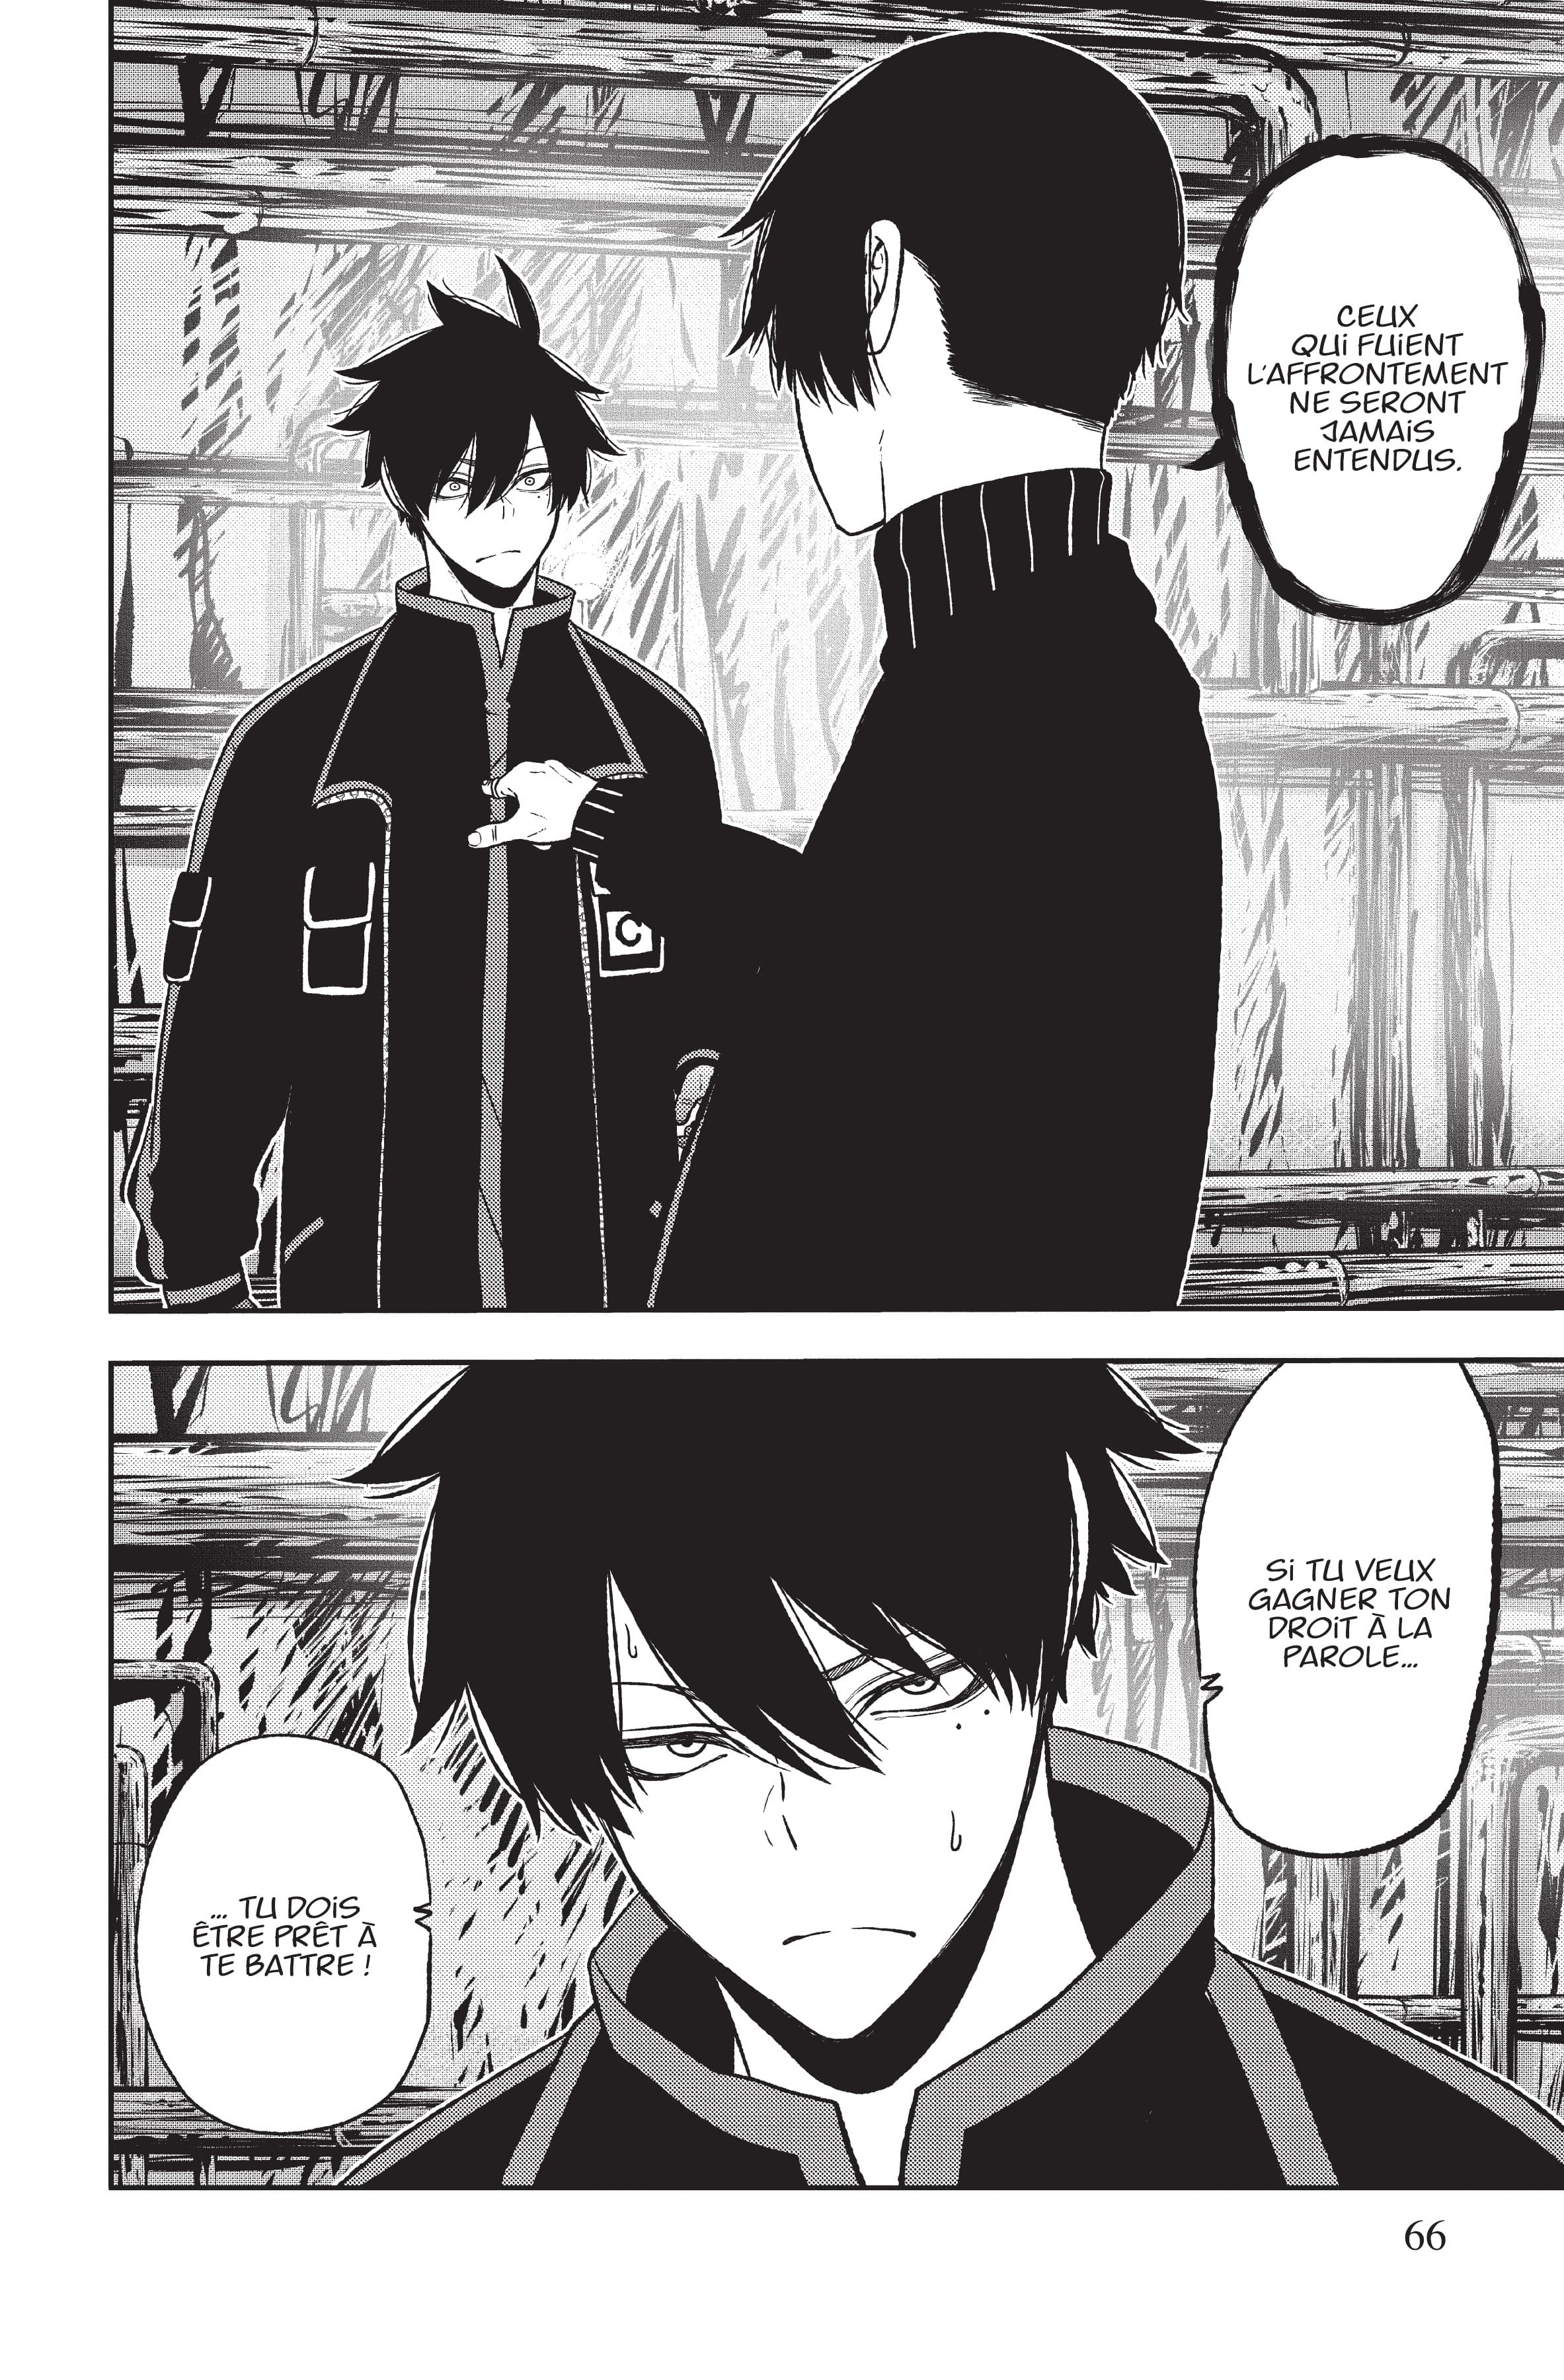 CEUX
QUI FUIENT
L'AFFRONTEMENT
NE SERONT
JAMAIS
ENTENDUS.
C
SI TU VEUX
GAGNER TON
DROIT À LA
PAROLE...
... TU DOIS
ÊTRE PRÊT À
TE BATTRE !
66